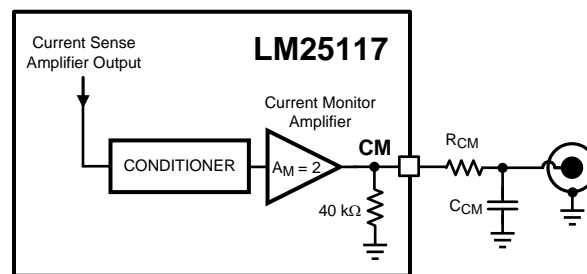 Current Sense
Amplifier Output
LM25117
Current Monitor
Amplifier
CONDITIONER
A_M = 2
CM
40 kΩ
R_CM
C_CM